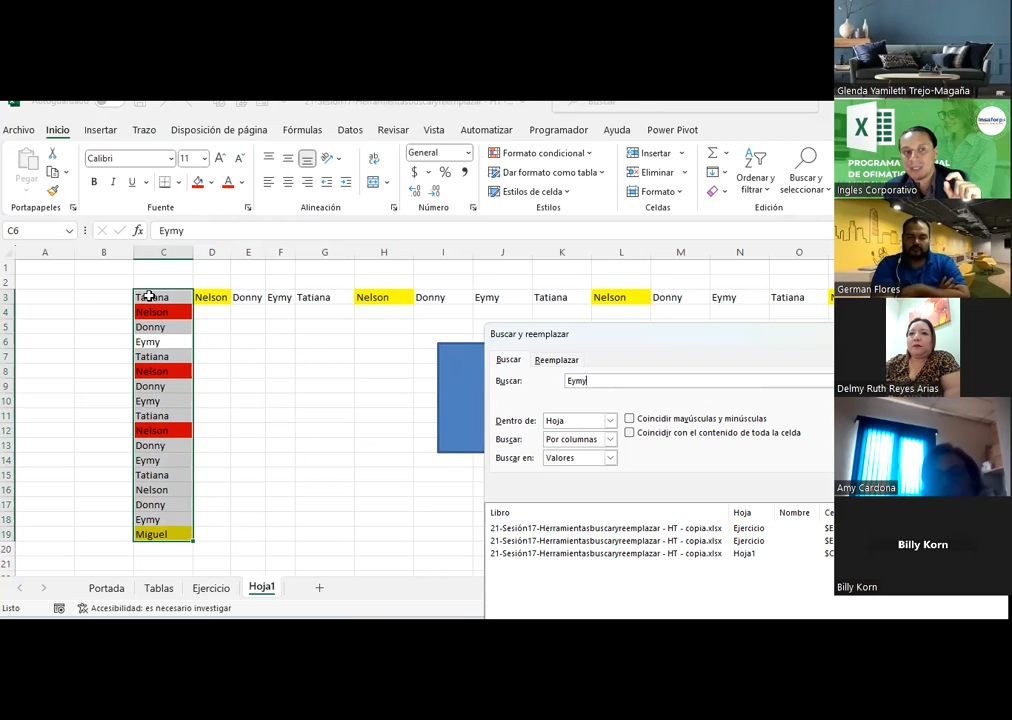 Buscar
Archivo Inicio Insertar Trazo Disposición de página Fórmulas Datos Revisar Vista Automatizar Programador Ayuda Power Pivot
Pegar
Calibri 11 A A
N K S
General
$ % ,
Formato condicional
Dar formato como tabla
Estilos de celda
Insertar
Eliminar
Formato
Ordenar y filtrar
Buscar y seleccionar
Portapapeles Fuente Alineación Número Estilos Celdas Edición
C6 fx Eymy
A B C D E F G H I J K L M N O
1
2
3 Tatiana Nelson Donny Eymy Tatiana Nelson Donny Eymy Tatiana Nelson Donny Eymy Tatiana
4 Nelson
5 Donny
6 Eymy
7 Tatiana
8 Nelson
9 Donny
10 Eymy
11 Tatiana
12 Nelson
13 Donny
14 Eymy
15 Tatiana
16 Nelson
17 Donny
18 Eymy
19 Miguel
20
21
Buscar y reemplazar
Buscar Reemplazar
Buscar: Eymy
Dentro de: Hoja Coincidir mayúsculas y minúsculas
Buscar: Por columnas Coincidir con el contenido de toda la celda
Buscar en: Valores
Libro Hoja Nombre Ce
21-Sesión17-Herramientasbuscaryreemplazar - HT - copia.xlsx Ejercicio $E
21-Sesión17-Herramientasbuscaryreemplazar - HT - copia.xlsx Ejercicio $E
21-Sesión17-Herramientasbuscaryreemplazar - HT - copia.xlsx Hoja1 $C
Portada Tablas Ejercicio Hoja1 +
Listo Accesibilidad: es necesario investigar
Glenda Yamileth Trejo-Magaña
X
Insaforp
Ingles Corporativo
German Flores
Delmy Ruth Reyes Arias
Amy Cardona
Billy Korn
Billy Korn